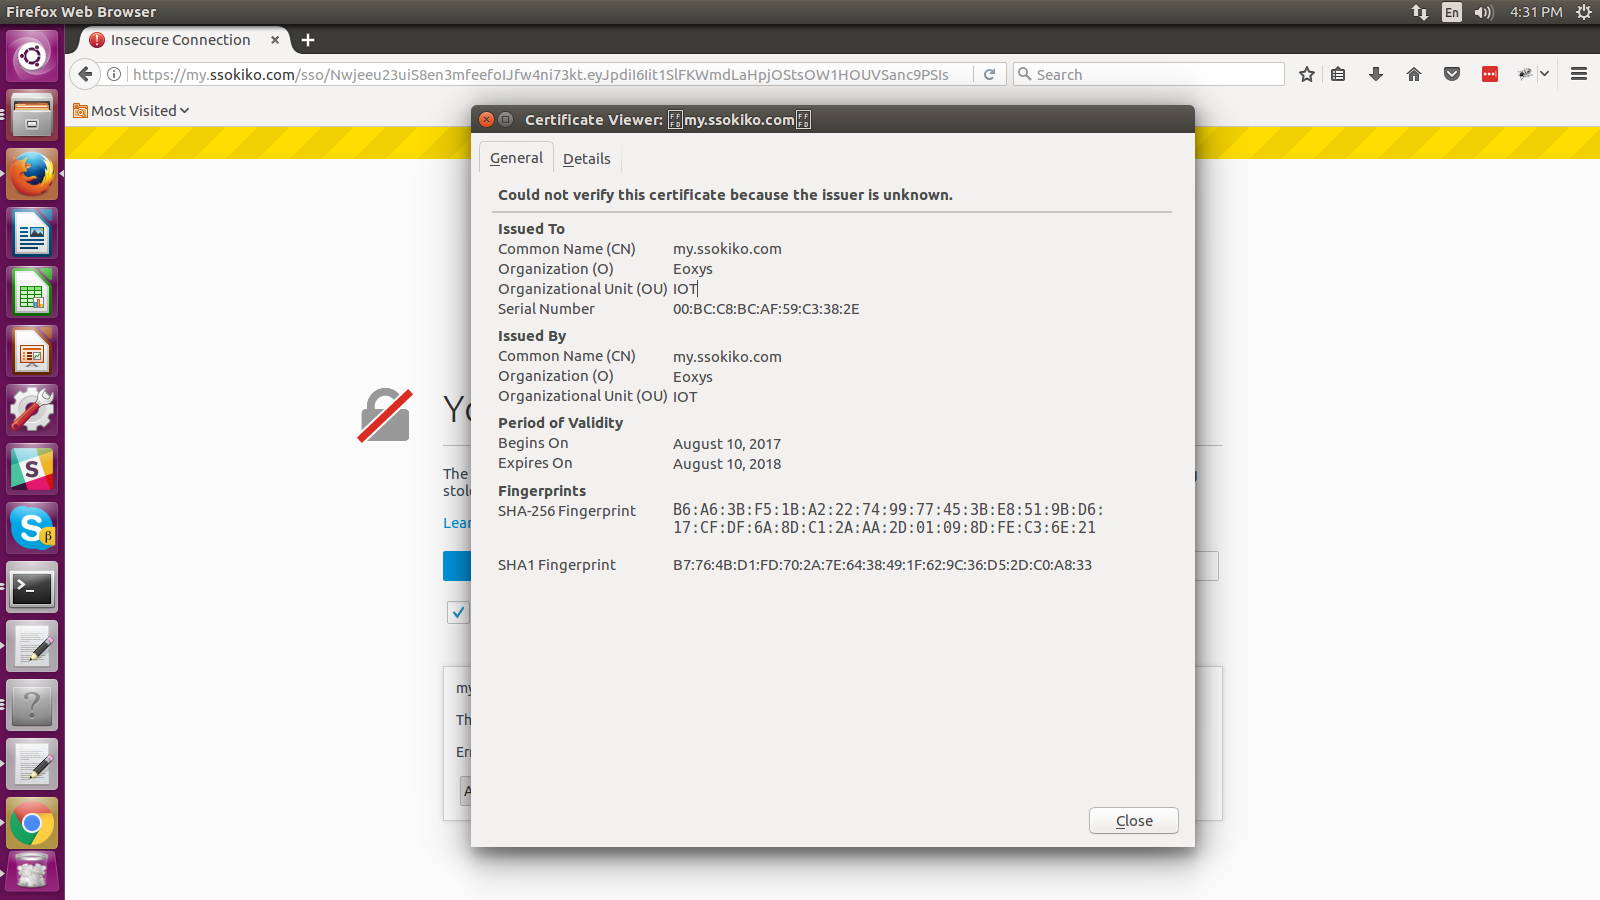 Firefox Web Browser
En
4:31 PM
Insecure Connection
https://my.ssokiko.com/sso/Nwjeeu23uiS8en3mfeefoIJfw4ni73kt.eyJpdiI6Iit1SlFKWmdLaHpjOStsOW1HOUVSanc9PSIs
Search
Most Visited
Certificate Viewer: my.ssokiko.com
General
Details
Could not verify this certificate because the issuer is unknown.
Issued To
Common Name (CN) my.ssokiko.com
Organization (O) Eoxys
Organizational Unit (OU) IOT
Serial Number 00:BC:C8:BC:AF:59:C3:38:2E
Issued By
Common Name (CN) my.ssokiko.com
Organization (O) Eoxys
Organizational Unit (OU) IOT
Period of Validity
Begins On August 10, 2017
Expires On August 10, 2018
Fingerprints
SHA-256 Fingerprint B6:A6:3B:F5:1B:A2:22:74:99:77:45:3B:E8:51:9B:D6:
17:CF:DF:6A:8D:C1:2A:AA:2D:01:09:8D:FE:C3:6E:21
SHA1 Fingerprint B7:76:4B:D1:FD:70:2A:7E:64:38:49:1F:62:9C:36:D5:2D:C0:A8:33
Close
The